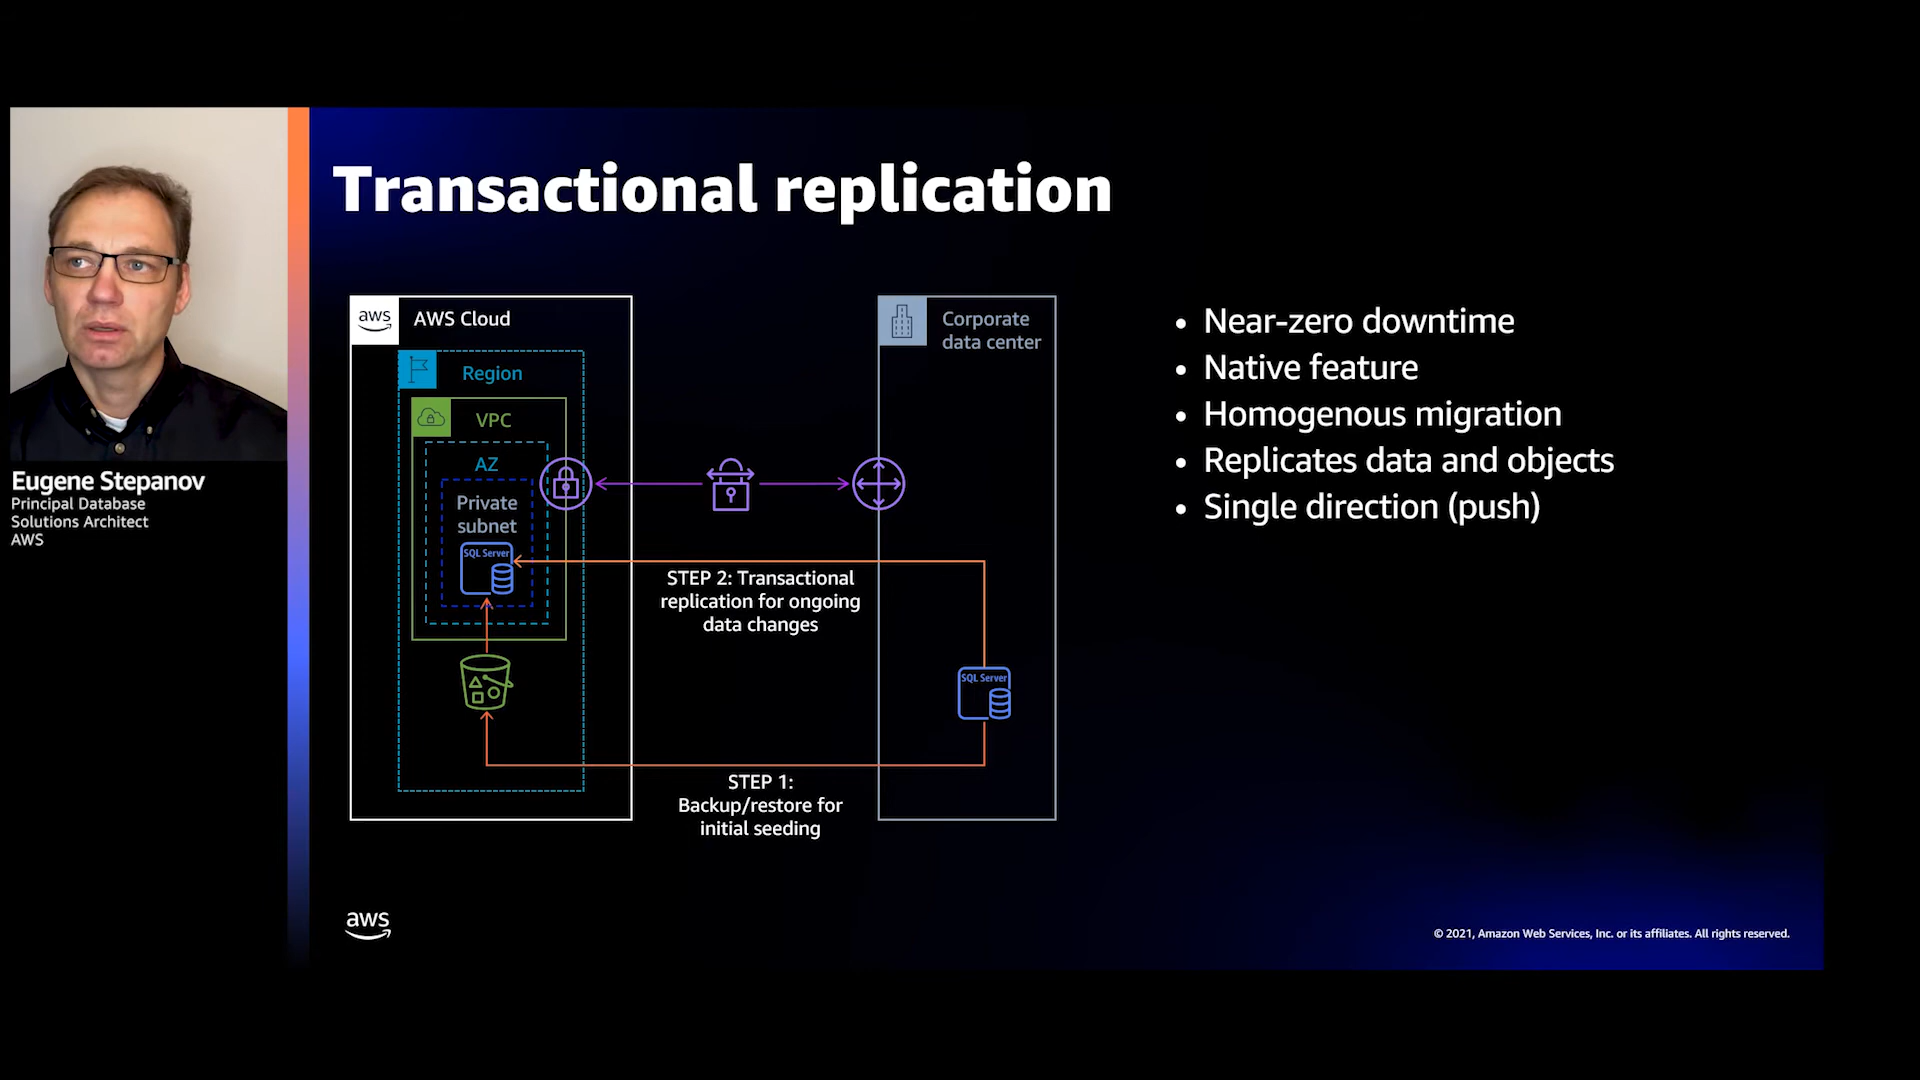 Transactional replication
aws
AWS Cloud
Region
VPC
AZ
Private
subnet
SQL Server
Corporate
data center
STEP 2: Transactional
replication for ongoing
data changes
SQL Server
STEP 1:
Backup/restore for
initial seeding
• Near-zero downtime
• Native feature
• Homogenous migration
• Replicates data and objects
• Single direction (push)
Eugene Stepanov
Principal Database
Solutions Architect
AWS
aws
© 2021, Amazon Web Services, Inc. or its affiliates. All rights reserved.